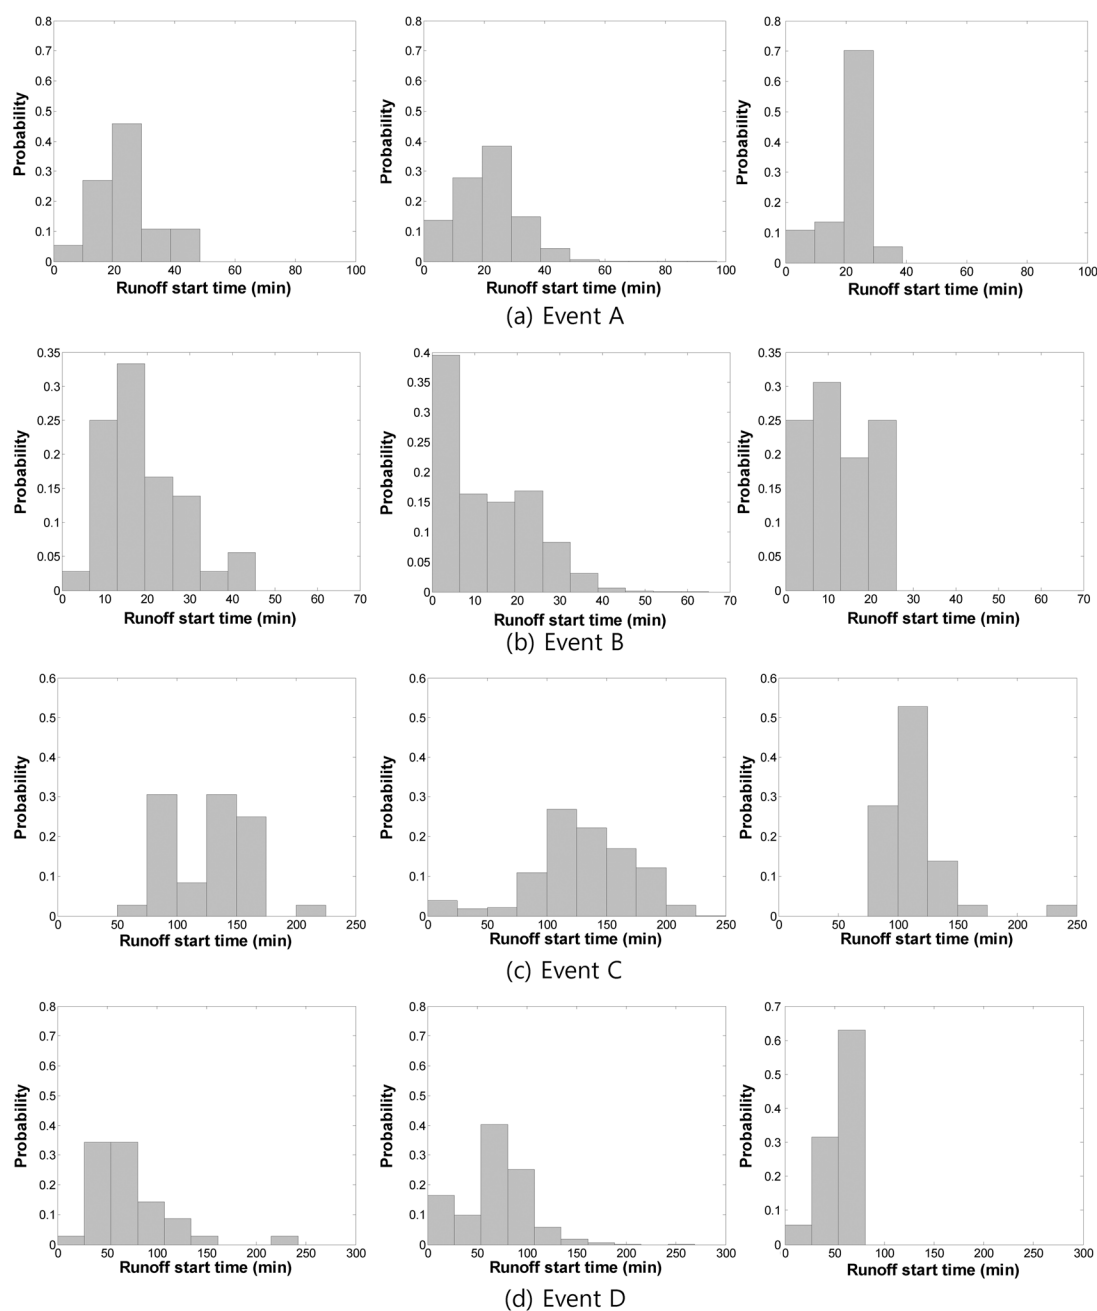 0.8 0.7 0.6 0.5 0.4 0.3 0.2 0.1 0
Probability
0 20 40 60 80 100
Runoff start time (min)
0.8 0.7 0.6 0.5 0.4 0.3 0.2 0.1 0
Probability
0 20 40 60 80 100
Runoff start time (min)
0.8 0.7 0.6 0.5 0.4 0.3 0.2 0.1 0
Probability
0 20 40 60 80 100
Runoff start time (min)
(a) Event A
0.35 0.3 0.25 0.2 0.15 0.1 0.05 0
Probability
0 10 20 30 40 50 60 70
Runoff start time (min)
0.4 0.35 0.3 0.25 0.2 0.15 0.1 0.05 0
Probability
0 10 20 30 40 50 60 70
Runoff start time (min)
0.35 0.3 0.25 0.2 0.15 0.1 0.05 0
Probability
0 10 20 30 40 50 60 70
Runoff start time (min)
(b) Event B
0.6 0.5 0.4 0.3 0.2 0.1 0
Probability
0 50 100 150 200 250
Runoff start time (min)
0.6 0.5 0.4 0.3 0.2 0.1 0
Probability
0 50 100 150 200 250
Runoff start time (min)
0.6 0.5 0.4 0.3 0.2 0.1 0
Probability
0 50 100 150 200 250
Runoff start time (min)
(c) Event C
0.8 0.7 0.6 0.5 0.4 0.3 0.2 0.1 0
Probability
0 50 100 150 200 250 300
Runoff start time (min)
0.8 0.7 0.6 0.5 0.4 0.3 0.2 0.1 0
Probability
0 50 100 150 200 250 300
Runoff start time (min)
0.7 0.6 0.5 0.4 0.3 0.2 0.1 0
Probability
0 50 100 150 200 250 300
Runoff start time (min)
(d) Event D